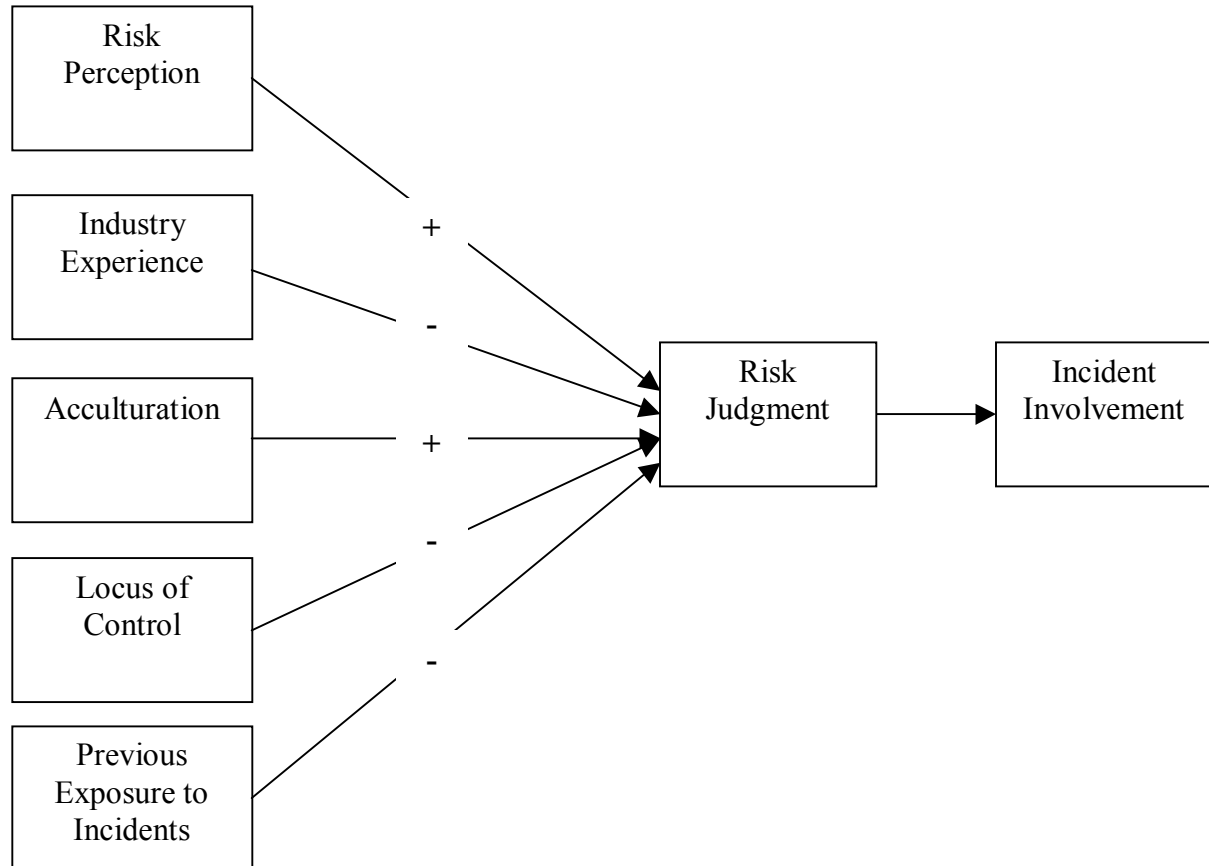 Risk
Perception
+
Industry
Experience
-
Acculturation
+
Risk
Judgment
Incident
Involvement
Locus of
Control
-
Previous
Exposure to
Incidents
-